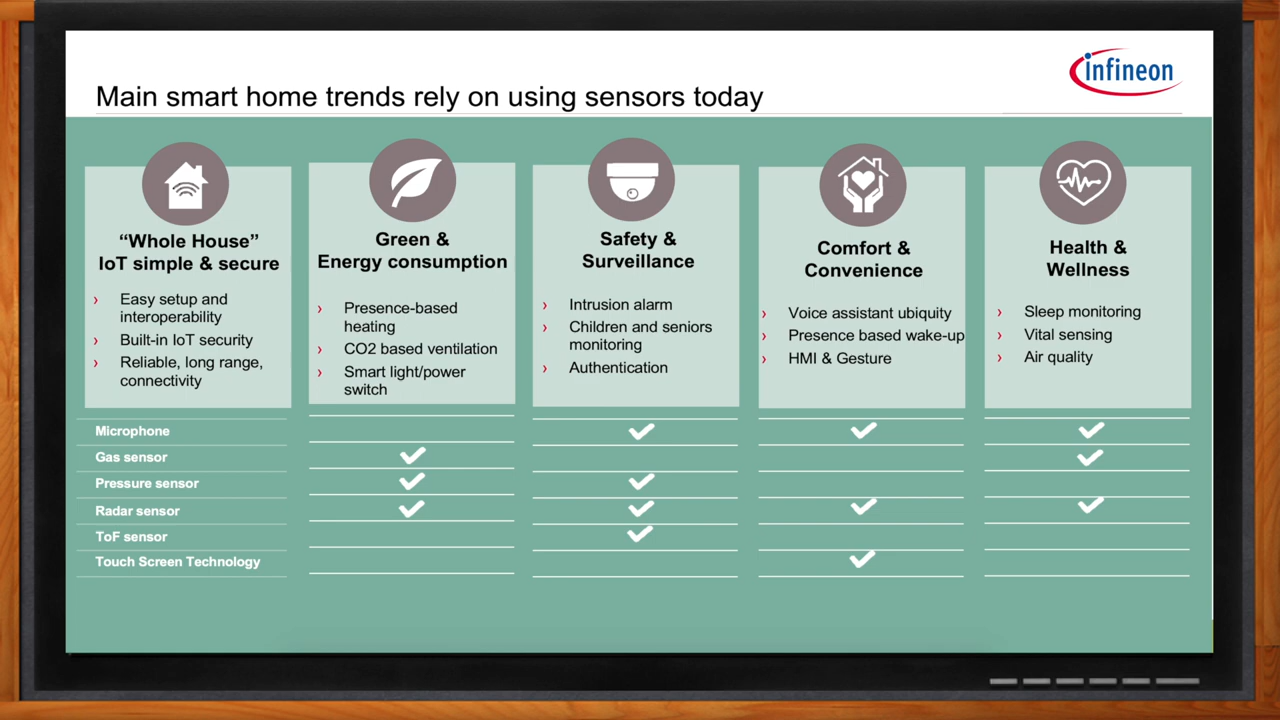 infineon
Main smart home trends rely on using sensors today
“Whole House”
IoT simple & secure
› Easy setup and
interoperability
› Built-in IoT security
› Reliable, long range,
connectivity
Green &
Energy consumption
› Presence-based
heating
› CO2 based ventilation
› Smart light/power
switch
Safety &
Surveillance
› Intrusion alarm
› Children and seniors
monitoring
› Authentication
Comfort &
Convenience
› Voice assistant ubiquity
› Presence based wake-up
› HMI & Gesture
Health &
Wellness
› Sleep monitoring
› Vital sensing
› Air quality
Microphone
Gas sensor
Pressure sensor
Radar sensor
ToF sensor
Touch Screen Technology